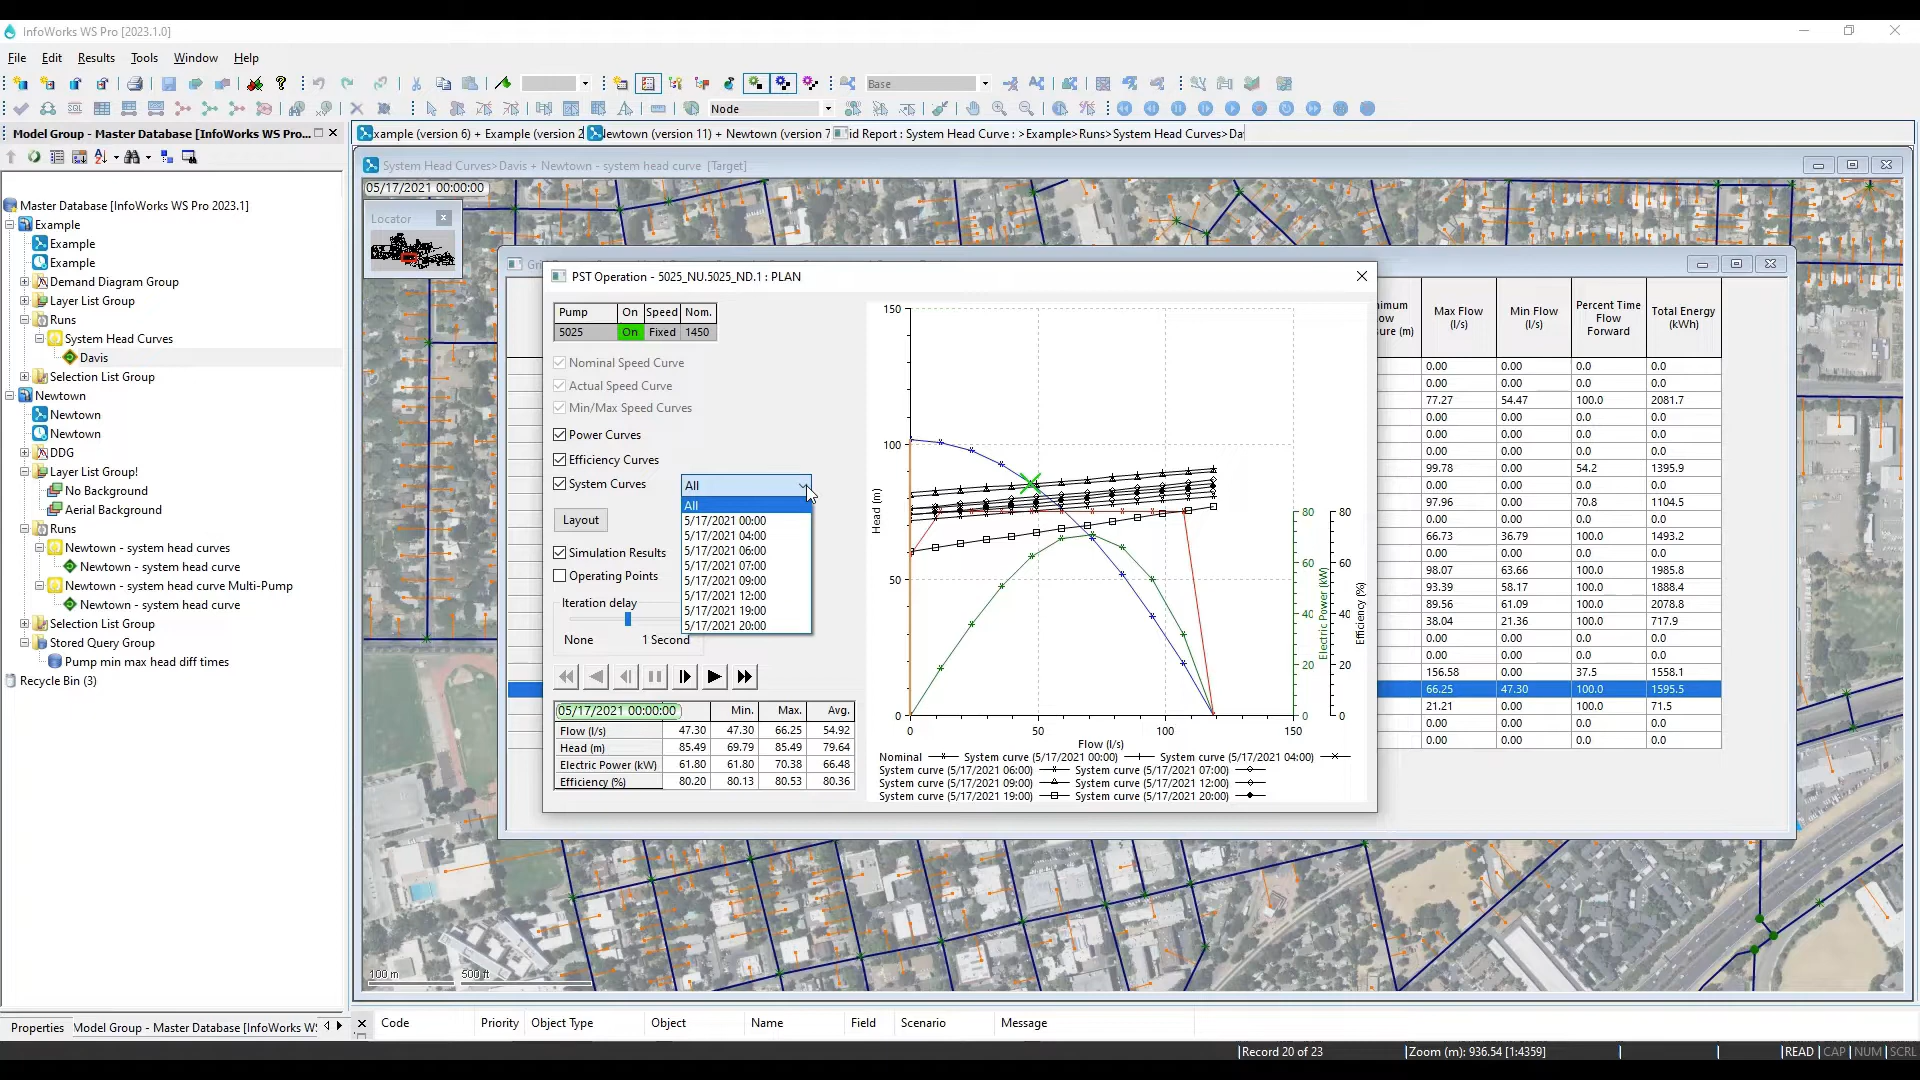 InfoWorks WS Pro [2023.1.0]
File Edit Results Tools Window Help
Base
Node
Model Group - Master Database [InfoWorks WS Pro...
xample (version 6) + Example (version 2
ewtown (version 11) + Newtown (version 7
id Report : System Head Curve : >Example>Runs>System Head Curves>Da
Master Database [InfoWorks WS Pro 2023.1]
Example
Example
Example
Demand Diagram Group
Layer List Group
Runs
System Head Curves
Davis
Selection List Group
Newtown
Newtown
Newtown
DDG
Layer List Group!
No Background
Aerial Background
Runs
Newtown - system head curves
Newtown - system head curve
Newtown - system head curve Multi-Pump
Newtown - system head curve
Selection List Group
Stored Query Group
Pump min max head diff times
Recycle Bin (3)
Properties
Model Group - Master Database [InfoWorks W
System Head Curves>Davis + Newtown - system head curve [Target]
05/17/2021 00:00:00
Locator
100 m 500 ft
PST Operation - 5025_NU.5025_ND.1 : PLAN
Pump On Speed Nom.
5025 On Fixed 1450
Nominal Speed Curve
Actual Speed Curve
Min/Max Speed Curves
Power Curves
Efficiency Curves
System Curves
All
All
5/17/2021 00:00
5/17/2021 04:00
5/17/2021 06:00
5/17/2021 07:00
5/17/2021 09:00
5/17/2021 12:00
5/17/2021 19:00
5/17/2021 20:00
Layout
Simulation Results
Operating Points
Iteration delay
None 1 Second
05/17/2021 00:00:00 Min. Max. Avg.
Flow (l/s) 47.30 47.30 66.25 54.92
Head (m) 85.49 69.79 85.49 79.64
Electric Power (kW) 61.80 61.80 70.38 66.48
Efficiency (%) 80.20 80.13 80.53 80.36
150
100
50
0
Head (m)
0 50 100 150
Flow (l/s)
80
60
40
20
0
Electric Power (kW)
80
60
40
20
0
Efficiency (%)
Nominal System curve (5/17/2021 00:00) System curve (5/17/2021 04:00)
System curve (5/17/2021 06:00) System curve (5/17/2021 07:00)
System curve (5/17/2021 09:00) System curve (5/17/2021 12:00)
System curve (5/17/2021 19:00) System curve (5/17/2021 20:00)
Max Flow (l/s) Min Flow (l/s) Percent Time Flow Forward Total Energy (kWh)
0.00 0.00 0.0 0.0
0.00 0.00 0.0 0.0
77.27 54.47 100.0 2081.7
0.00 0.00 0.0 0.0
0.00 0.00 0.0 0.0
0.00 0.00 0.0 0.0
99.78 0.00 54.2 1395.9
0.00 0.00 0.0 0.0
97.96 0.00 70.8 1104.5
0.00 0.00 0.0 0.0
66.73 36.79 100.0 1493.2
0.00 0.00 0.0 0.0
98.07 63.66 100.0 1985.8
93.39 58.17 100.0 1888.4
89.56 61.09 100.0 2078.8
38.04 21.36 100.0 717.9
0.00 0.00 0.0 0.0
0.00 0.00 0.0 0.0
156.58 0.00 37.5 1558.1
66.25 47.30 100.0 1595.5
21.21 0.00 100.0 71.5
0.00 0.00 0.0 0.0
0.00 0.00 0.0 0.0
Code Priority Object Type Object Name Field Scenario Message
Record 20 of 23 Zoom (m): 936.54 [1:4359] READ CAP NUM SCRL